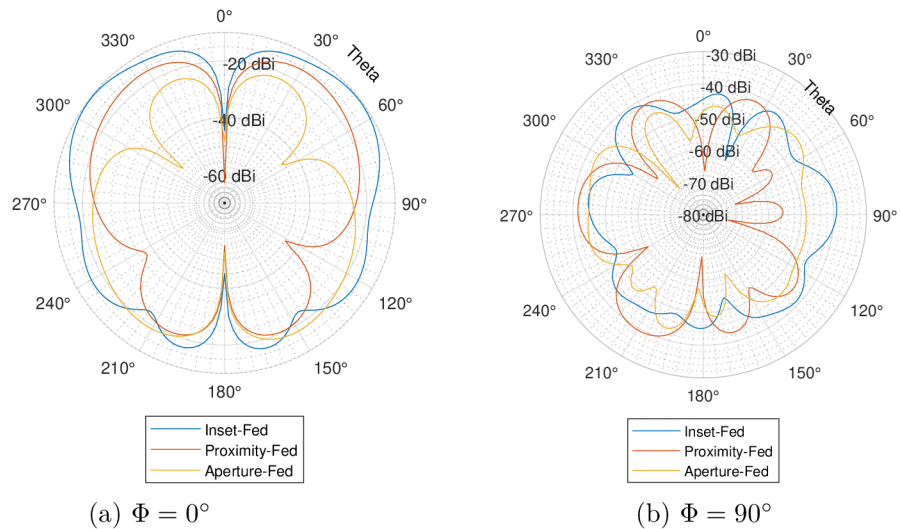 0°
30°
60°
90°
120°
150°
180°
210°
240°
270°
300°
330°
Theta
-20 dBi
-40 dBi
-60 dBi
Inset-Fed
Proximity-Fed
Aperture-Fed
(a) Φ = 0°
0°
30°
60°
90°
120°
150°
180°
210°
240°
270°
300°
330°
Theta
-30 dBi
-40 dBi
-50 dBi
-60 dBi
-70 dBi
-80 dBi
Inset-Fed
Proximity-Fed
Aperture-Fed
(b) Φ = 90°